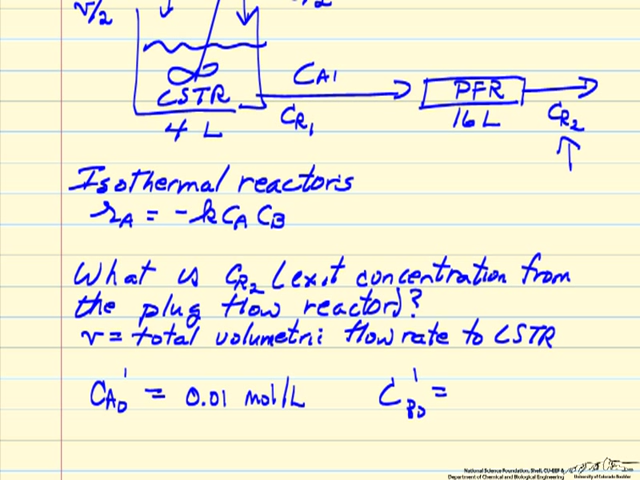 v/2 v/2
CA1
CSTR PFR
4 L CR1 16L CR2
Isothermal reactors
rA = -kCA CB
What is CR2 (exit concentration from
the plug flow reactor)?
v = total volumetric flow rate to CSTR
CA0' = 0.01 mol/L CB0' =
National Science Foundation, Shell, CU-EEF &
Department of Chemical and Biological Engineering University of Colorado Boulder